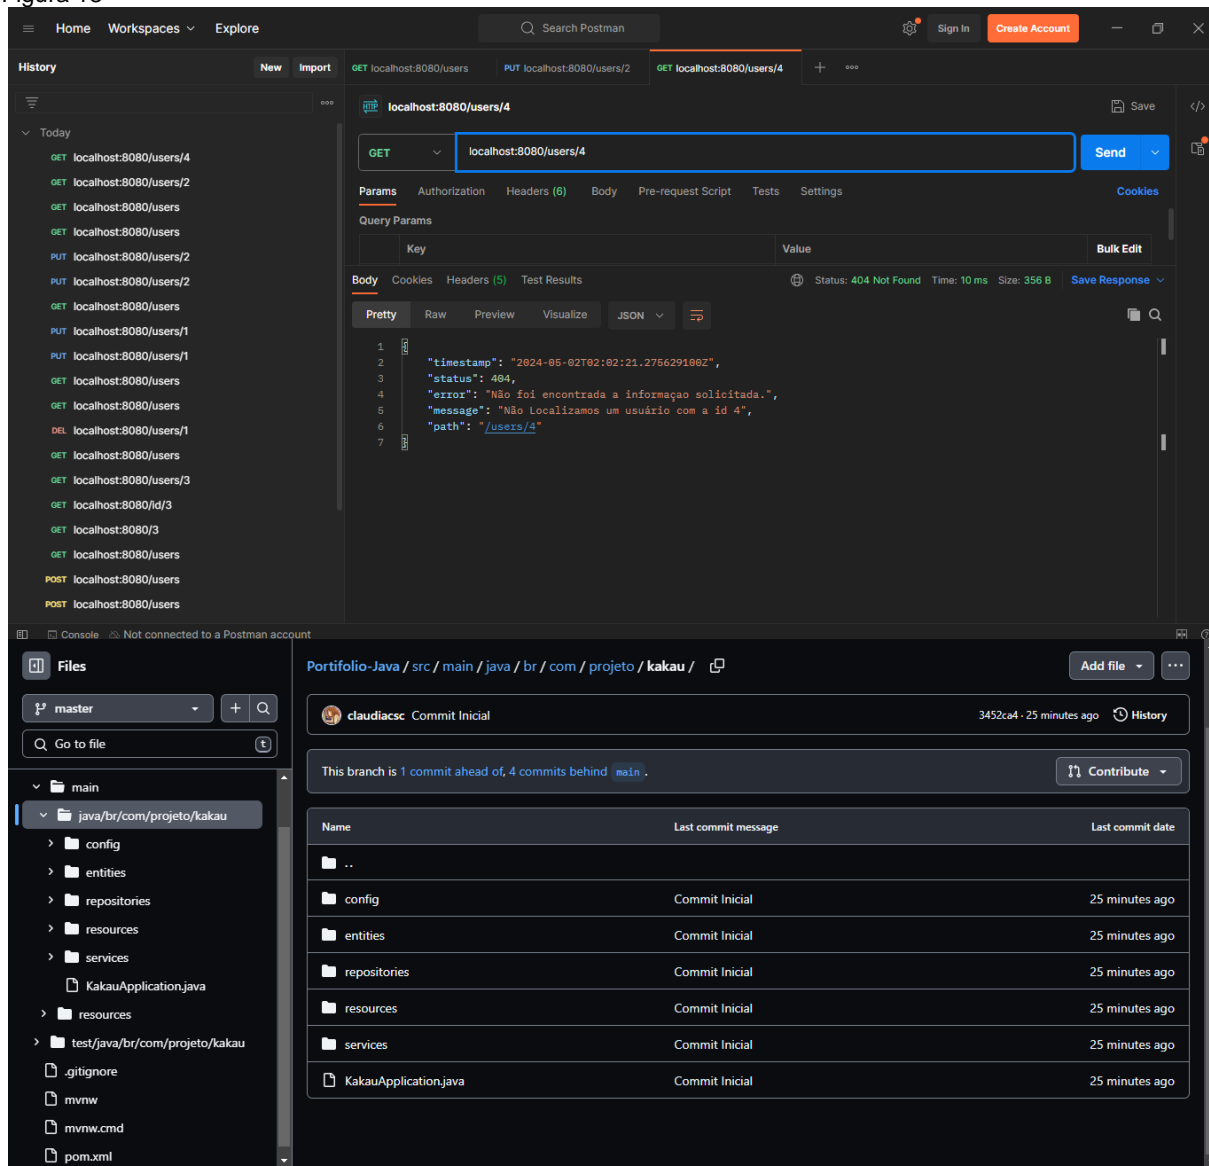 Home Workspaces Explore Search Postman Sign In Create Account
History New Import GET localhost:8080/users PUT localhost:8080/users/2 GET localhost:8080/users/4
HTTP localhost:8080/users/4 Save
Today
GET localhost:8080/users/4 Send
GET localhost:8080/users/4
GET localhost:8080/users/2
GET localhost:8080/users
GET localhost:8080/users
PUT localhost:8080/users/2
PUT localhost:8080/users/2
GET localhost:8080/users
PUT localhost:8080/users/1
PUT localhost:8080/users/1
GET localhost:8080/users
GET localhost:8080/users
DEL localhost:8080/users/1
GET localhost:8080/users
GET localhost:8080/users/3
GET localhost:8080/id/3
GET localhost:8080/3
GET localhost:8080/users
POST localhost:8080/users
POST localhost:8080/users
Params Authorization Headers (6) Body Pre-request Script Tests Settings Cookies
Query Params
Key Value Bulk Edit
Body Cookies Headers (5) Test Results Status: 404 Not Found Time: 10 ms Size: 356 B Save Response
Pretty Raw Preview Visualize JSON
1 {
2 "timestamp": "2024-05-02T02:02:21.275629100Z",
3 "status": 404,
4 "error": "Não foi encontrada a informaçao solicitada.",
5 "message": "Não Localizamos um usuário com a id 4",
6 "path": "/users/4"
7 }
Console Not connected to a Postman account
Files
master
Go to file t
main
java/br/com/projeto/kakau
config
entities
repositories
resources
services
KakauApplication.java
resources
test/java/br/com/projeto/kakau
.gitignore
mvnw
mvnw.cmd
pom.xml
Portifolio-Java / src / main / java / br / com / projeto / kakau / Add file
claudiacsc Commit Inicial 3452ca4 · 25 minutes ago History
This branch is 1 commit ahead of, 4 commits behind main . Contribute
Name Last commit message Last commit date
..
config Commit Inicial 25 minutes ago
entities Commit Inicial 25 minutes ago
repositories Commit Inicial 25 minutes ago
resources Commit Inicial 25 minutes ago
services Commit Inicial 25 minutes ago
KakauApplication.java Commit Inicial 25 minutes ago